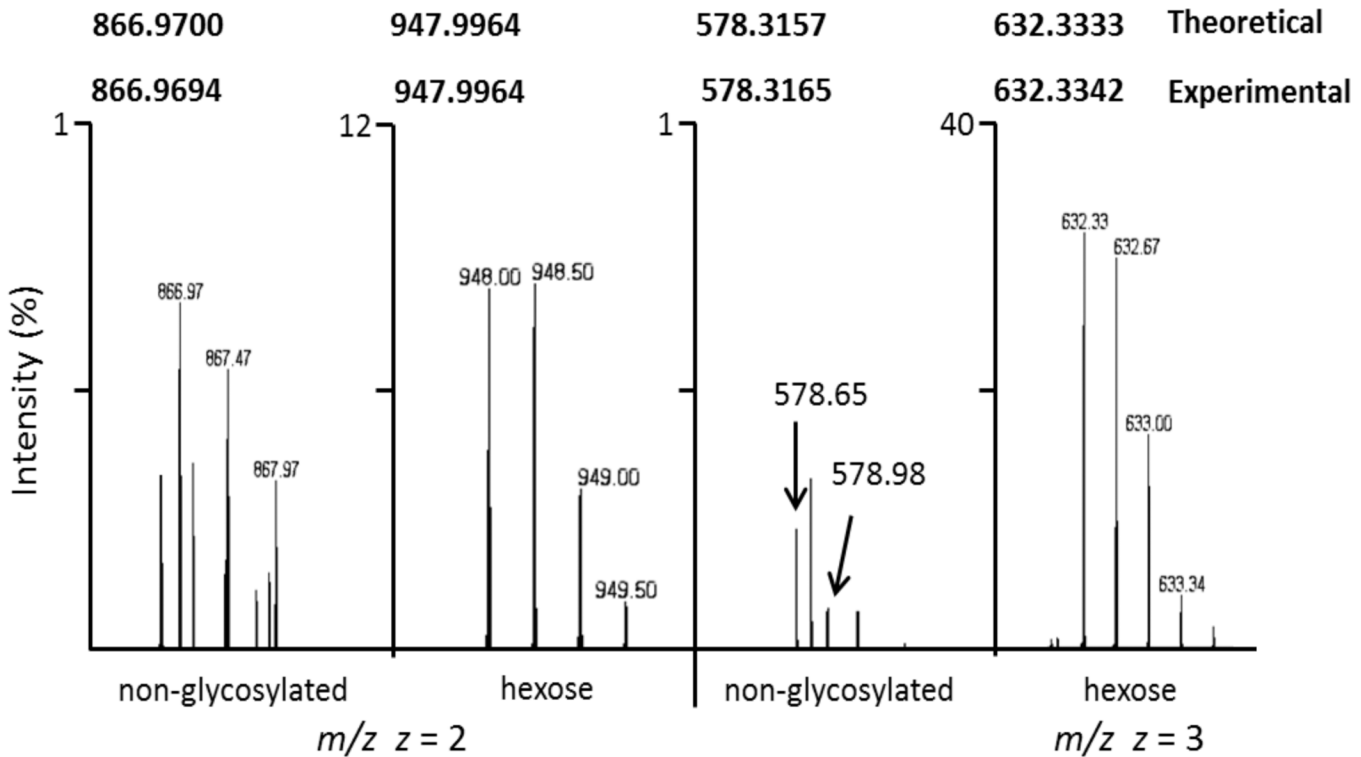 866.9700 947.9964 578.3157 632.3333 Theoretical
866.9694 947.9964 578.3165 632.3342 Experimental
1 12 1 40
Intensity (%)
866.97
867.47
867.97
948.00 948.50
949.00
949.50
578.65
578.98
632.33
632.67
633.00
633.34
non-glycosylated hexose non-glycosylated hexose
m/z z = 2 m/z z = 3